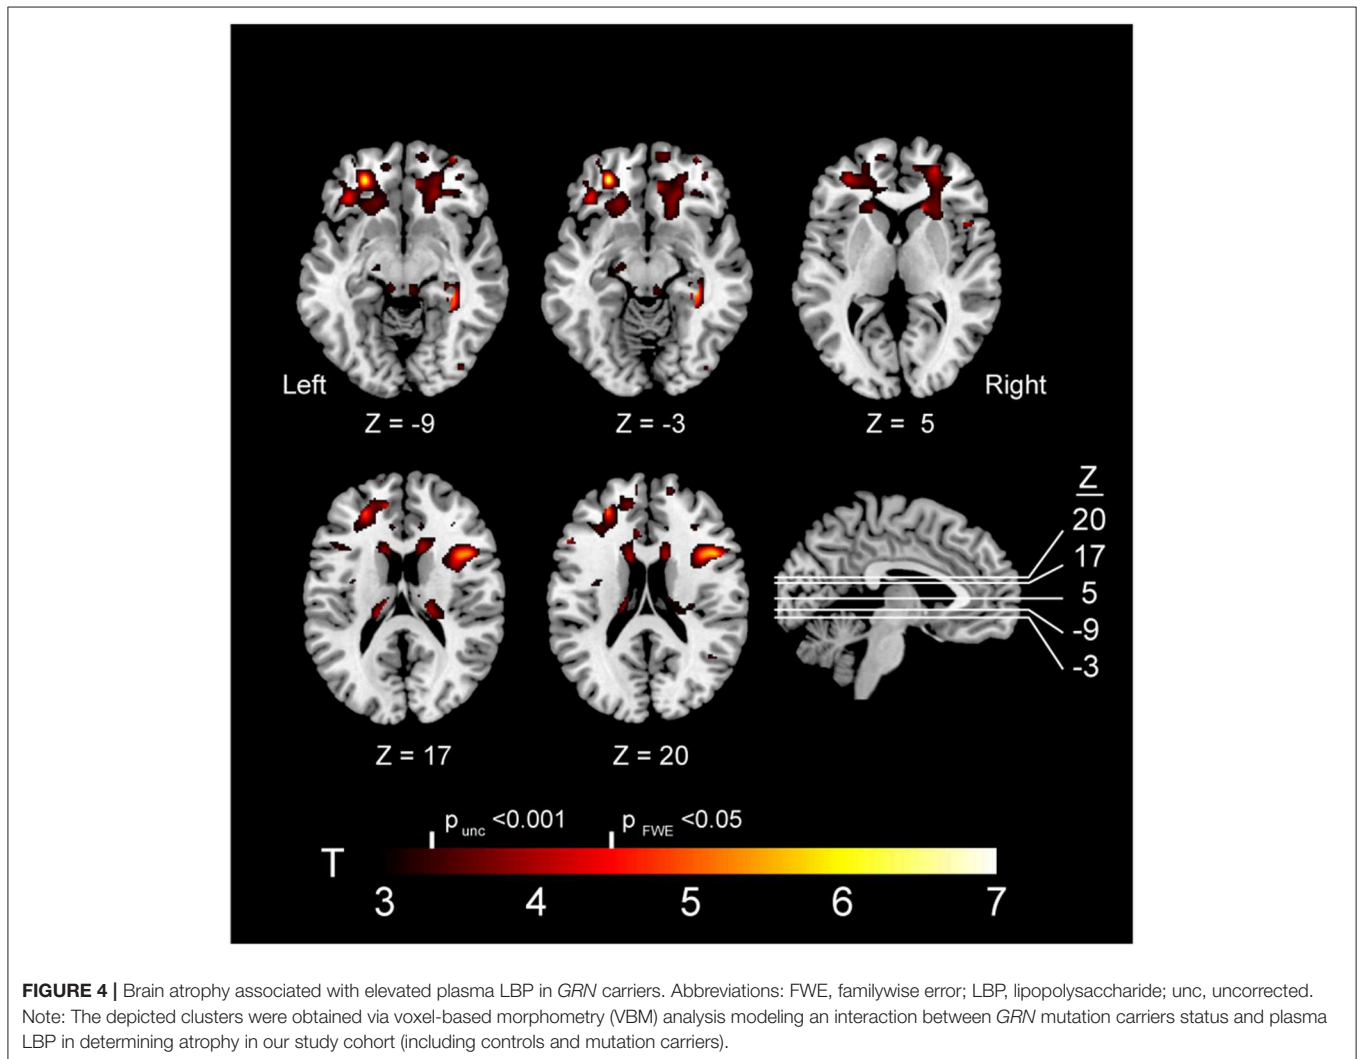 Left
Right
Z = -9
Z = -3
Z = 5
Z
20
17
5
-9
-3
Z = 17
Z = 20
p unc <0.001
p FWE <0.05
T
3 4 5 6 7
FIGURE 4 | Brain atrophy associated with elevated plasma LBP in GRN carriers. Abbreviations: FWE, familywise error; LBP, lipopolysaccharide; unc, uncorrected.
Note: The depicted clusters were obtained via voxel-based morphometry (VBM) analysis modeling an interaction between GRN mutation carriers status and plasma
LBP in determining atrophy in our study cohort (including controls and mutation carriers).